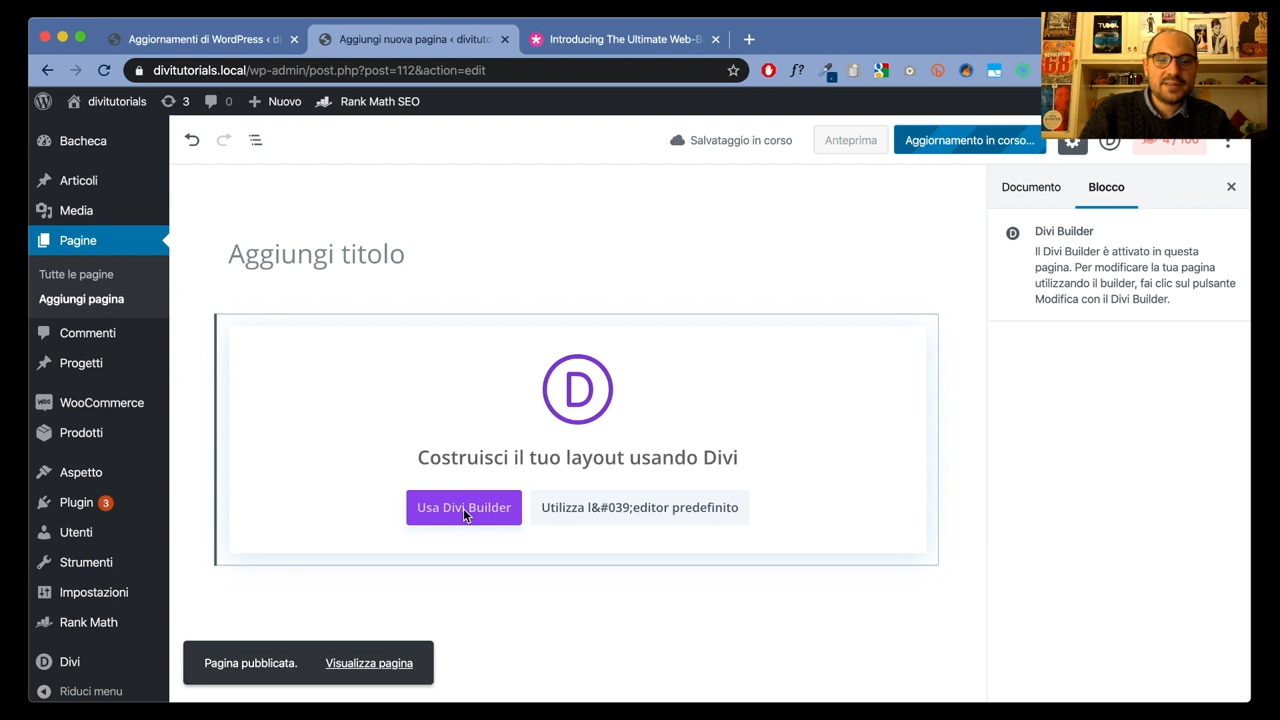 Aggiornamenti di WordPress ‹ di
Aggiungi nuova pagina ‹ divituto
Introducing The Ultimate Web-B
divitutorials.local/wp-admin/post.php?post=112&action=edit
divitutorials
3
0
Nuovo
Rank Math SEO
Bacheca
Articoli
Media
Pagine
Tutte le pagine
Aggiungi pagina
Commenti
Progetti
WooCommerce
Prodotti
Aspetto
Plugin 3
Utenti
Strumenti
Impostazioni
Rank Math
Divi
Riduci menu
Salvataggio in corso
Anteprima
Aggiornamento in corso...
4 / 100
Aggiungi titolo
D
Costruisci il tuo layout usando Divi
Usa Divi Builder
Utilizza l&#039;editor predefinito
Pagina pubblicata.
Visualizza pagina
Documento
Blocco
Divi Builder
Il Divi Builder è attivato in questa
pagina. Per modificare la tua pagina
utilizzando il builder, fai clic sul pulsante
Modifica con il Divi Builder.